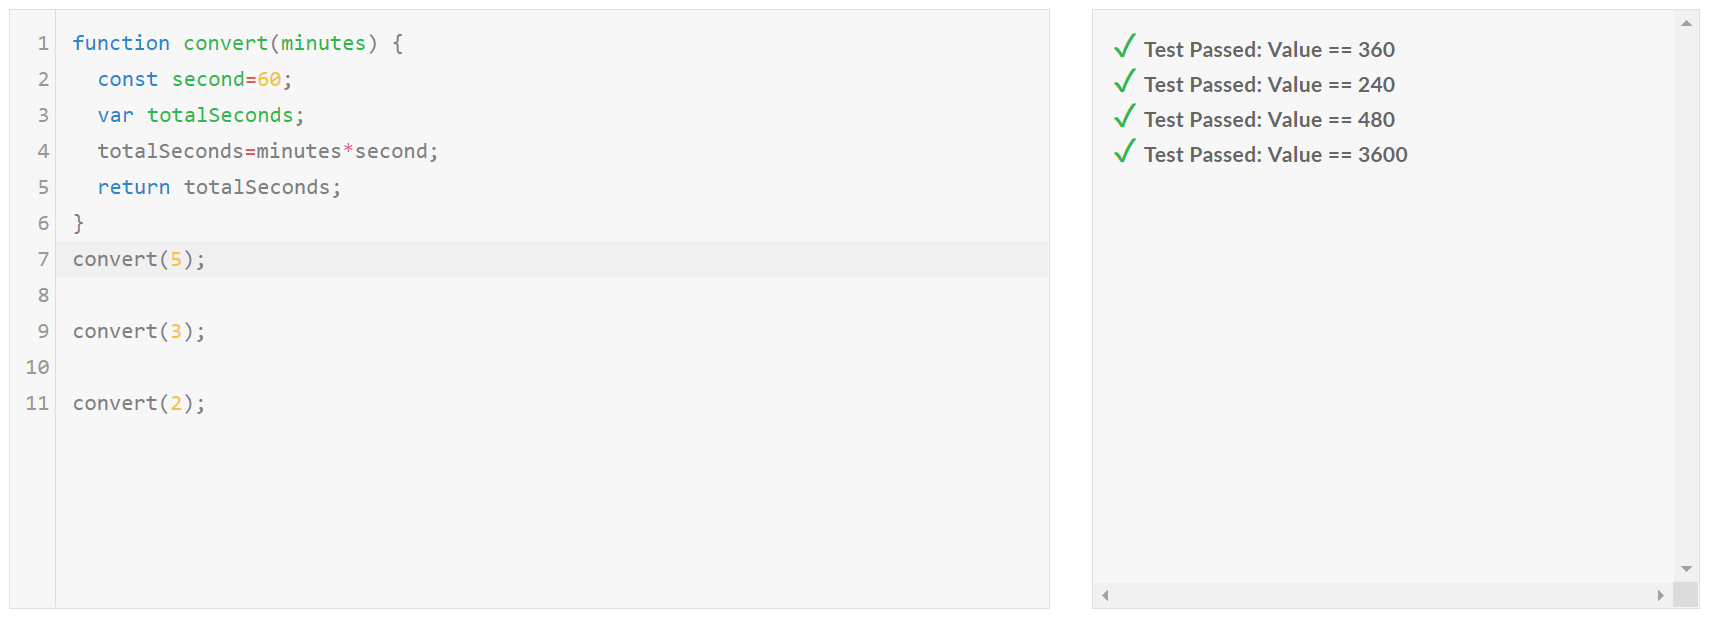 1 function convert(minutes) {
2   const second=60;
3   var totalSeconds;
4   totalSeconds=minutes*second;
5   return totalSeconds;
6 }
7 convert(5);
8
9 convert(3);
10
11 convert(2);
✓ Test Passed: Value == 360
✓ Test Passed: Value == 240
✓ Test Passed: Value == 480
✓ Test Passed: Value == 3600